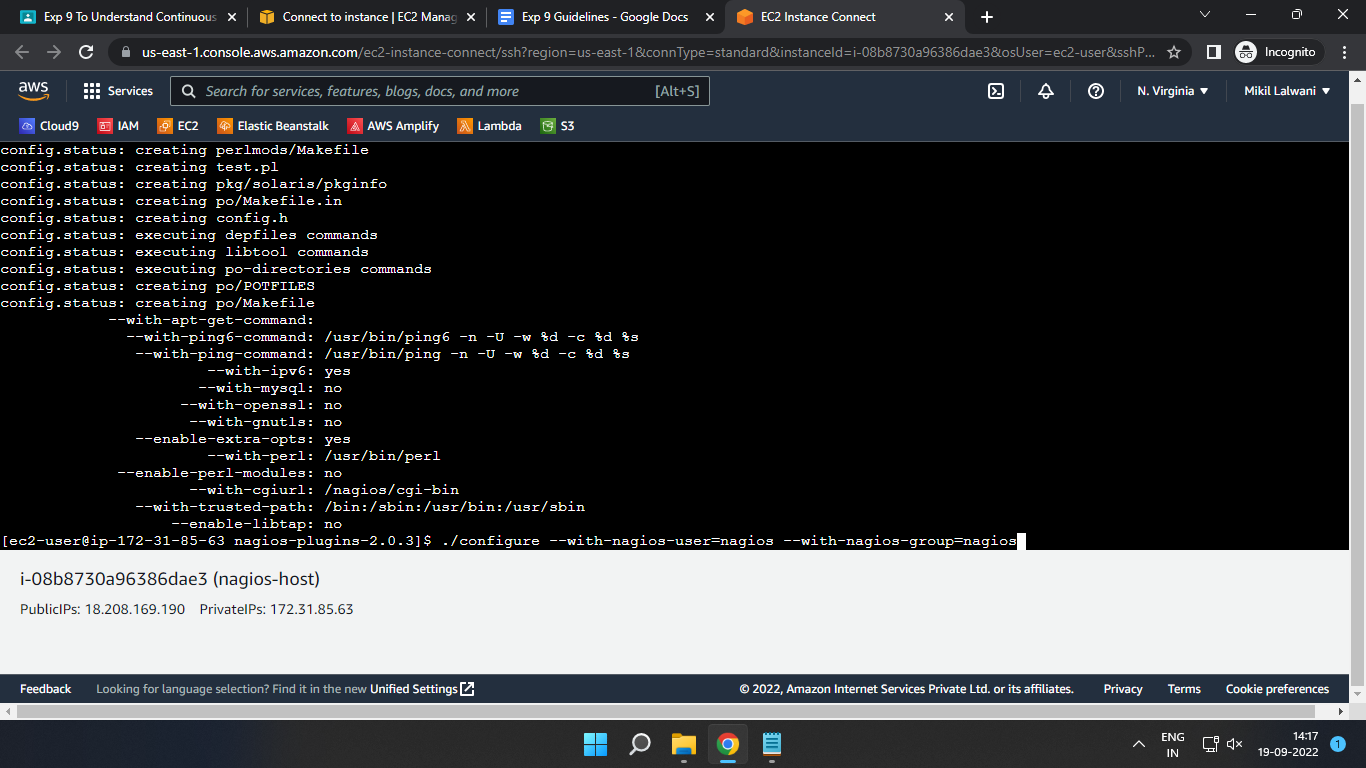 Exp 9 To Understand Continuous
Connect to instance | EC2 Manag
Exp 9 Guidelines - Google Docs
EC2 Instance Connect
us-east-1.console.aws.amazon.com/ec2-instance-connect/ssh?region=us-east-1&connType=standard&instanceId=i-08b8730a96386dae3&osUser=ec2-user&sshP...
Incognito
aws
Services
Search for services, features, blogs, docs, and more
[Alt+S]
N. Virginia
Mikil Lalwani
Cloud9
IAM
EC2
Elastic Beanstalk
AWS Amplify
Lambda
S3
config.status: creating perlmods/Makefile
config.status: creating test.pl
config.status: creating pkg/solaris/pkginfo
config.status: creating po/Makefile.in
config.status: creating config.h
config.status: executing depfiles commands
config.status: executing libtool commands
config.status: executing po-directories commands
config.status: creating po/POTFILES
config.status: creating po/Makefile
--with-apt-get-command:
--with-ping6-command: /usr/bin/ping6 -n -U -w %d -c %d %s
--with-ping-command: /usr/bin/ping -n -U -w %d -c %d %s
--with-ipv6: yes
--with-mysql: no
--with-openssl: no
--with-gnutls: no
--enable-extra-opts: yes
--with-perl: /usr/bin/perl
--enable-perl-modules: no
--with-cgiurl: /nagios/cgi-bin
--with-trusted-path: /bin:/sbin:/usr/bin:/usr/sbin
--enable-libtap: no
[ec2-user@ip-172-31-85-63 nagios-plugins-2.0.3]$ ./configure --with-nagios-user=nagios --with-nagios-group=nagios
i-08b8730a96386dae3 (nagios-host)
PublicIPs: 18.208.169.190 PrivateIPs: 172.31.85.63
Feedback
Looking for language selection? Find it in the new Unified Settings
© 2022, Amazon Internet Services Private Ltd. or its affiliates.
Privacy
Terms
Cookie preferences
ENG
IN
14:17
19-09-2022
1